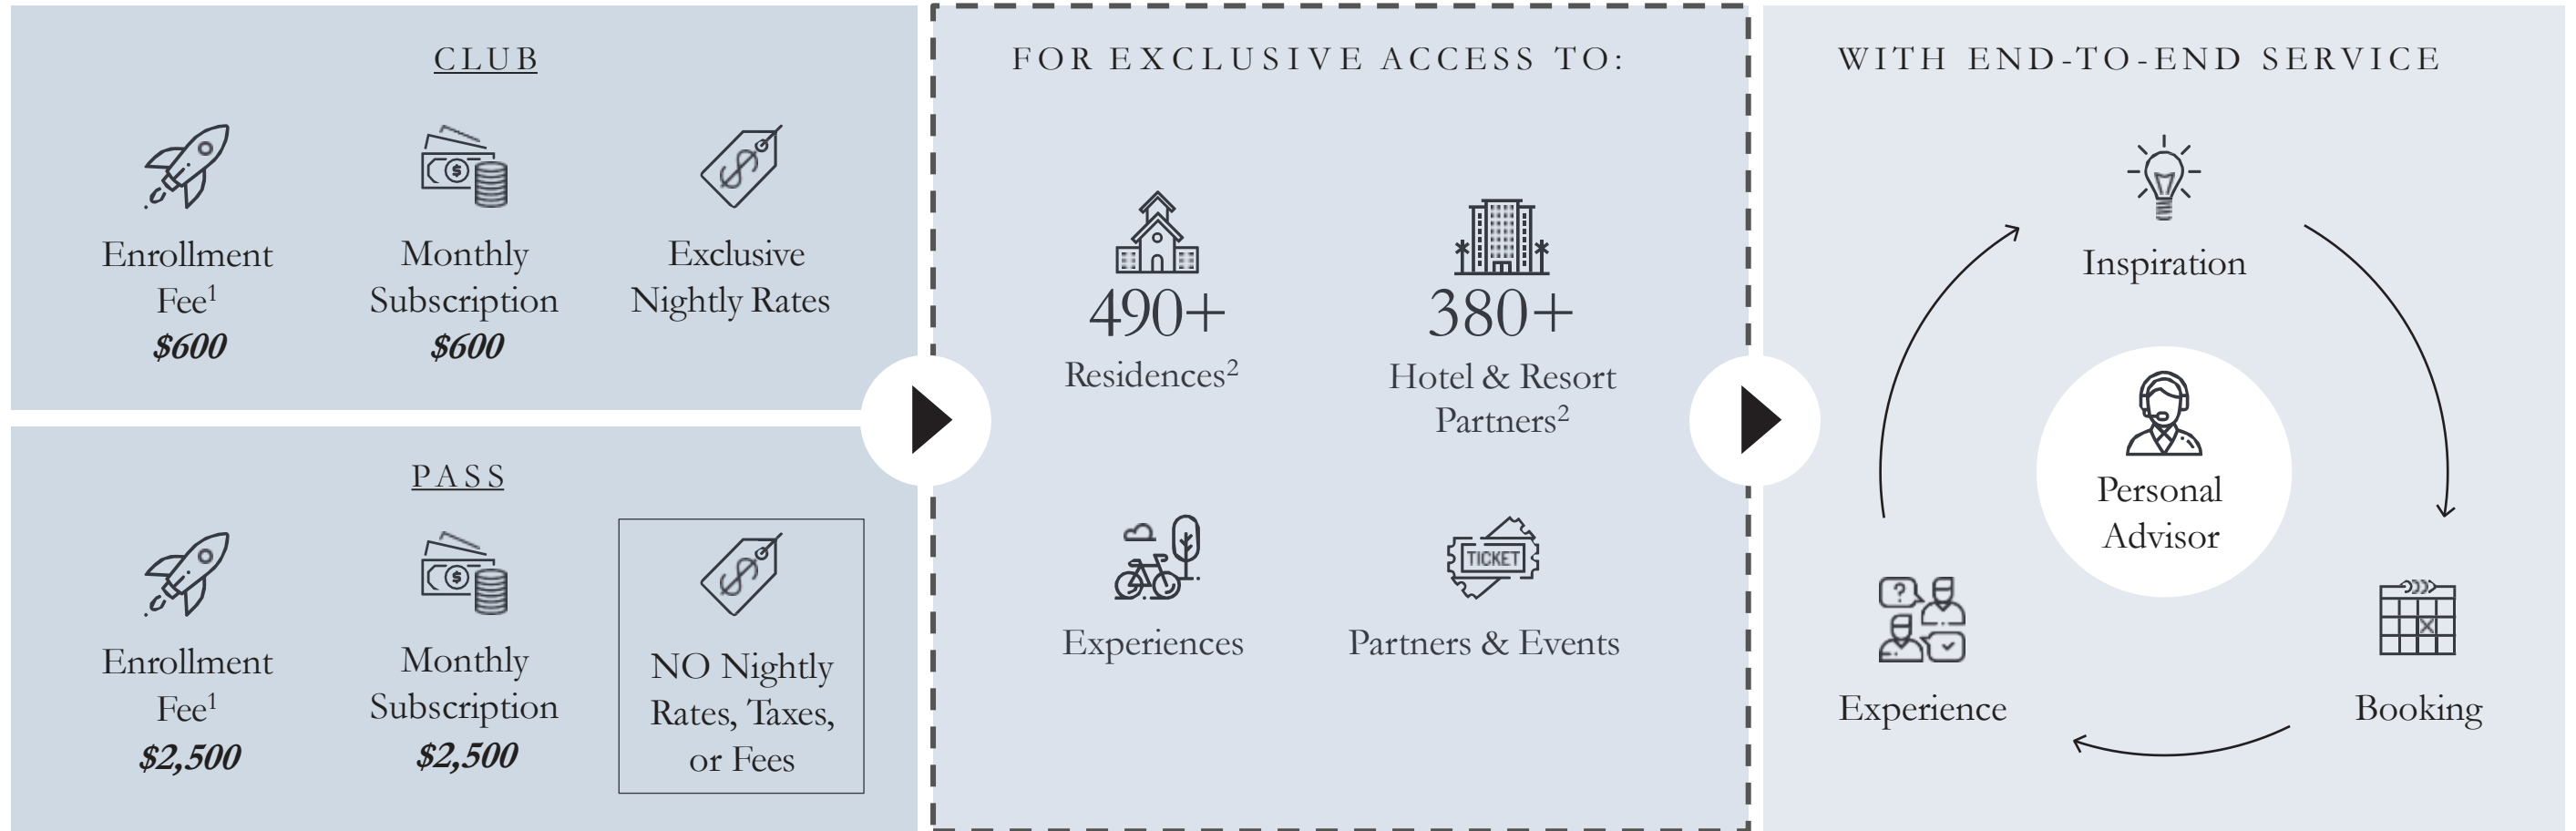 CLUB
Enrollment
Fee¹
$600
Monthly
Subscription
$600
Exclusive
Nightly Rates
PASS
Enrollment
Fee¹
$2,500
Monthly
Subscription
$2,500
NO Nightly
Rates, Taxes,
or Fees
FOR EXCLUSIVE ACCESS TO:
490+
Residences²
380+
Hotel & Resort
Partners²
Experiences
TICKET
Partners & Events
WITH END-TO-END SERVICE
Inspiration
Personal
Advisor
Experience
Booking